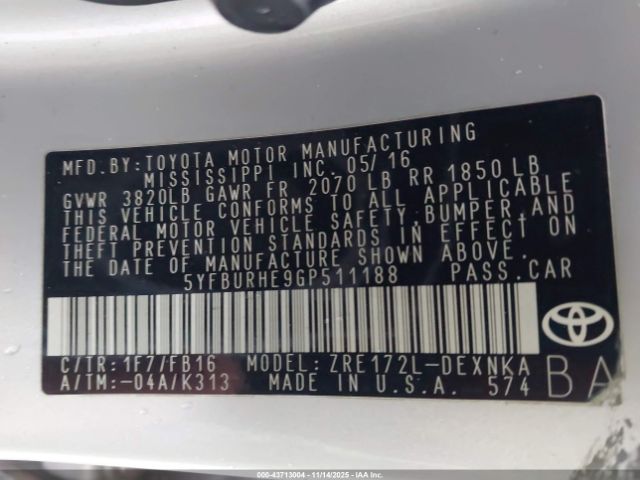 MFD.BY:TOYOTA MOTOR MANUFACTURING
MISSISSIPPI INC. 05/16
GVWR 3820LB GAWR FR 2070 LB RR 1850 LB
THIS VEHICLE CONFORMS TO ALL APPLICABLE
FEDERAL MOTOR VEHICLE SAFETY,BUMPER,AND
THEFT PREVENTION STANDARDS IN EFFECT ON
THE DATE OF MANUFACTURE SHOWN ABOVE.
5YFBURHE9GP511188 PASS.CAR
C/TR:1F7/FB16 MODEL:ZRE172L-DEXNKA
A/TM:-04A/K313 MADE IN U.S.A. 574
BA
000-43713004 - 11/14/2025 - IAAI.COM